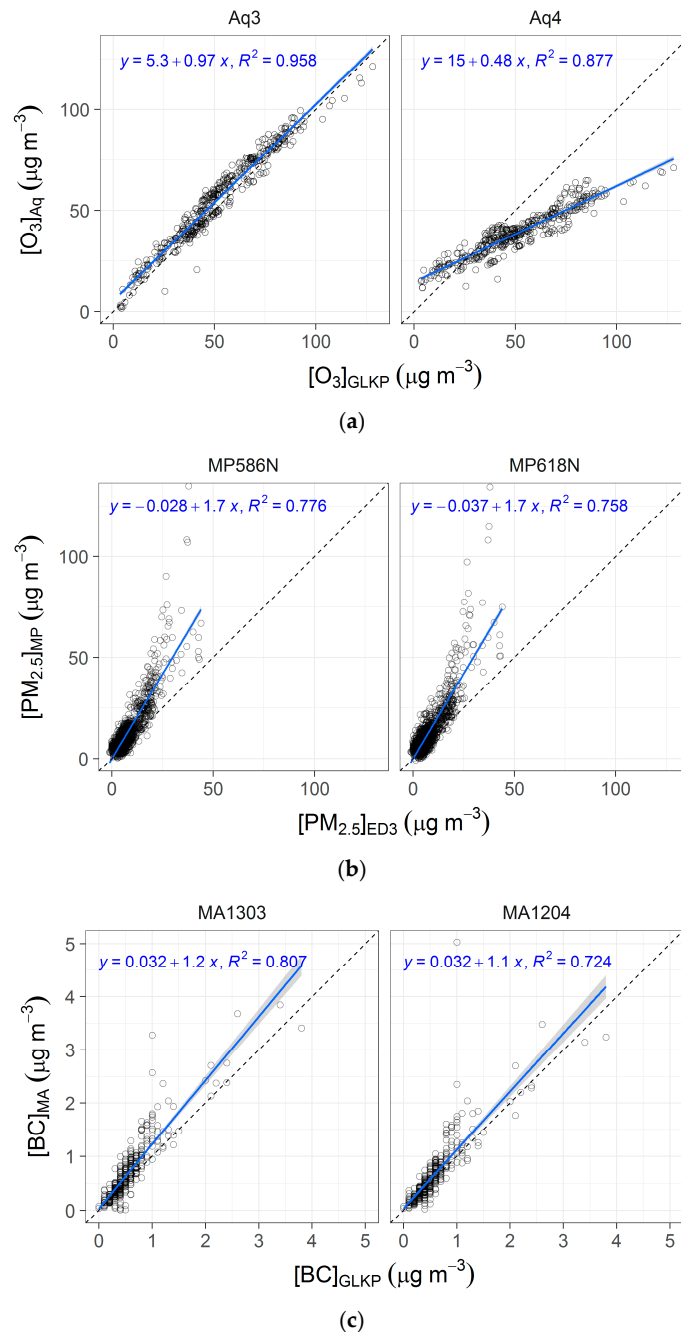 Aq3 Aq4
y = 5.3 + 0.97 x, R² = 0.958 y = 15 + 0.48 x, R² = 0.877
100
50
0
[O₃]Aq (μg m⁻³)
0 50 100 0 50 100
[O₃]GLKP (μg m⁻³)
(a)
MP586N MP618N
y = −0.028 + 1.7 x, R² = 0.776 y = −0.037 + 1.7 x, R² = 0.758
100
50
0
[PM₂.₅]MP (μg m⁻³)
0 50 100 0 50 100
[PM₂.₅]ED3 (μg m⁻³)
(b)
MA1303 MA1204
5
y = 0.032 + 1.2 x, R² = 0.807 y = 0.032 + 1.1 x, R² = 0.724
4
3
2
1
0
[BC]MA (μg m⁻³)
0 1 2 3 4 5 0 1 2 3 4 5
[BC]GLKP (μg m⁻³)
(c)